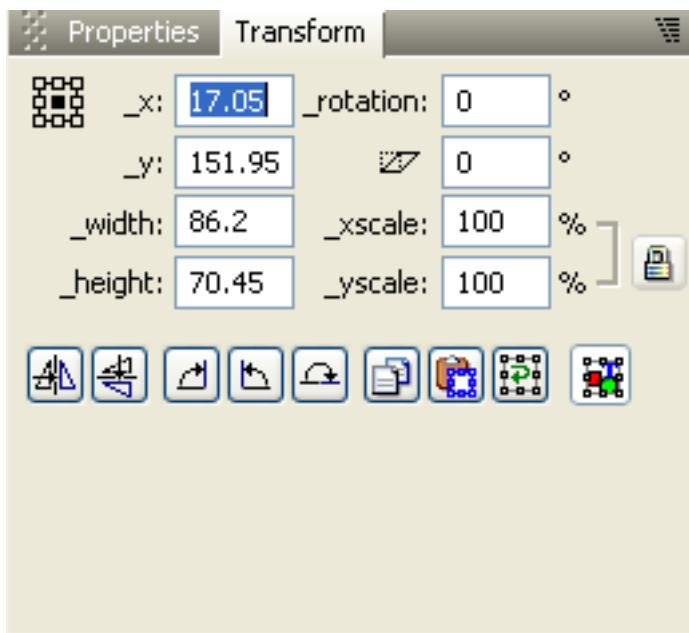 Properties Transform
_x: 17.05 _rotation: 0 °
_y: 151.95 0 °
_width: 86.2 _xscale: 100 %
_height: 70.45 _yscale: 100 %